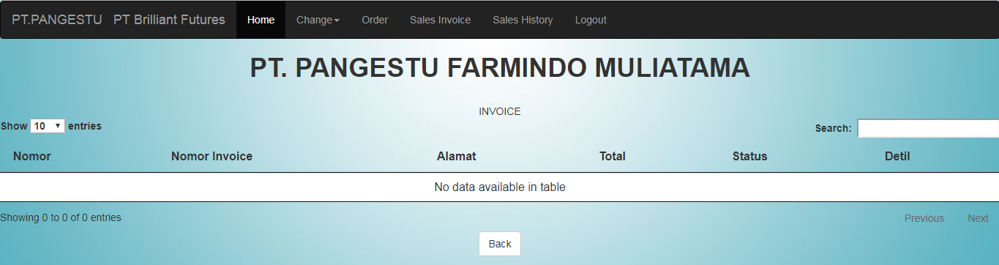 PT.PANGESTU PT Brilliant Futures Home Change Order Sales Invoice Sales History Logout
PT. PANGESTU FARMINDO MULIATAMA
INVOICE
Show 10 entries Search:
Nomor Nomor Invoice Alamat Total Status Detil
No data available in table
Showing 0 to 0 of 0 entries Previous Next
Back